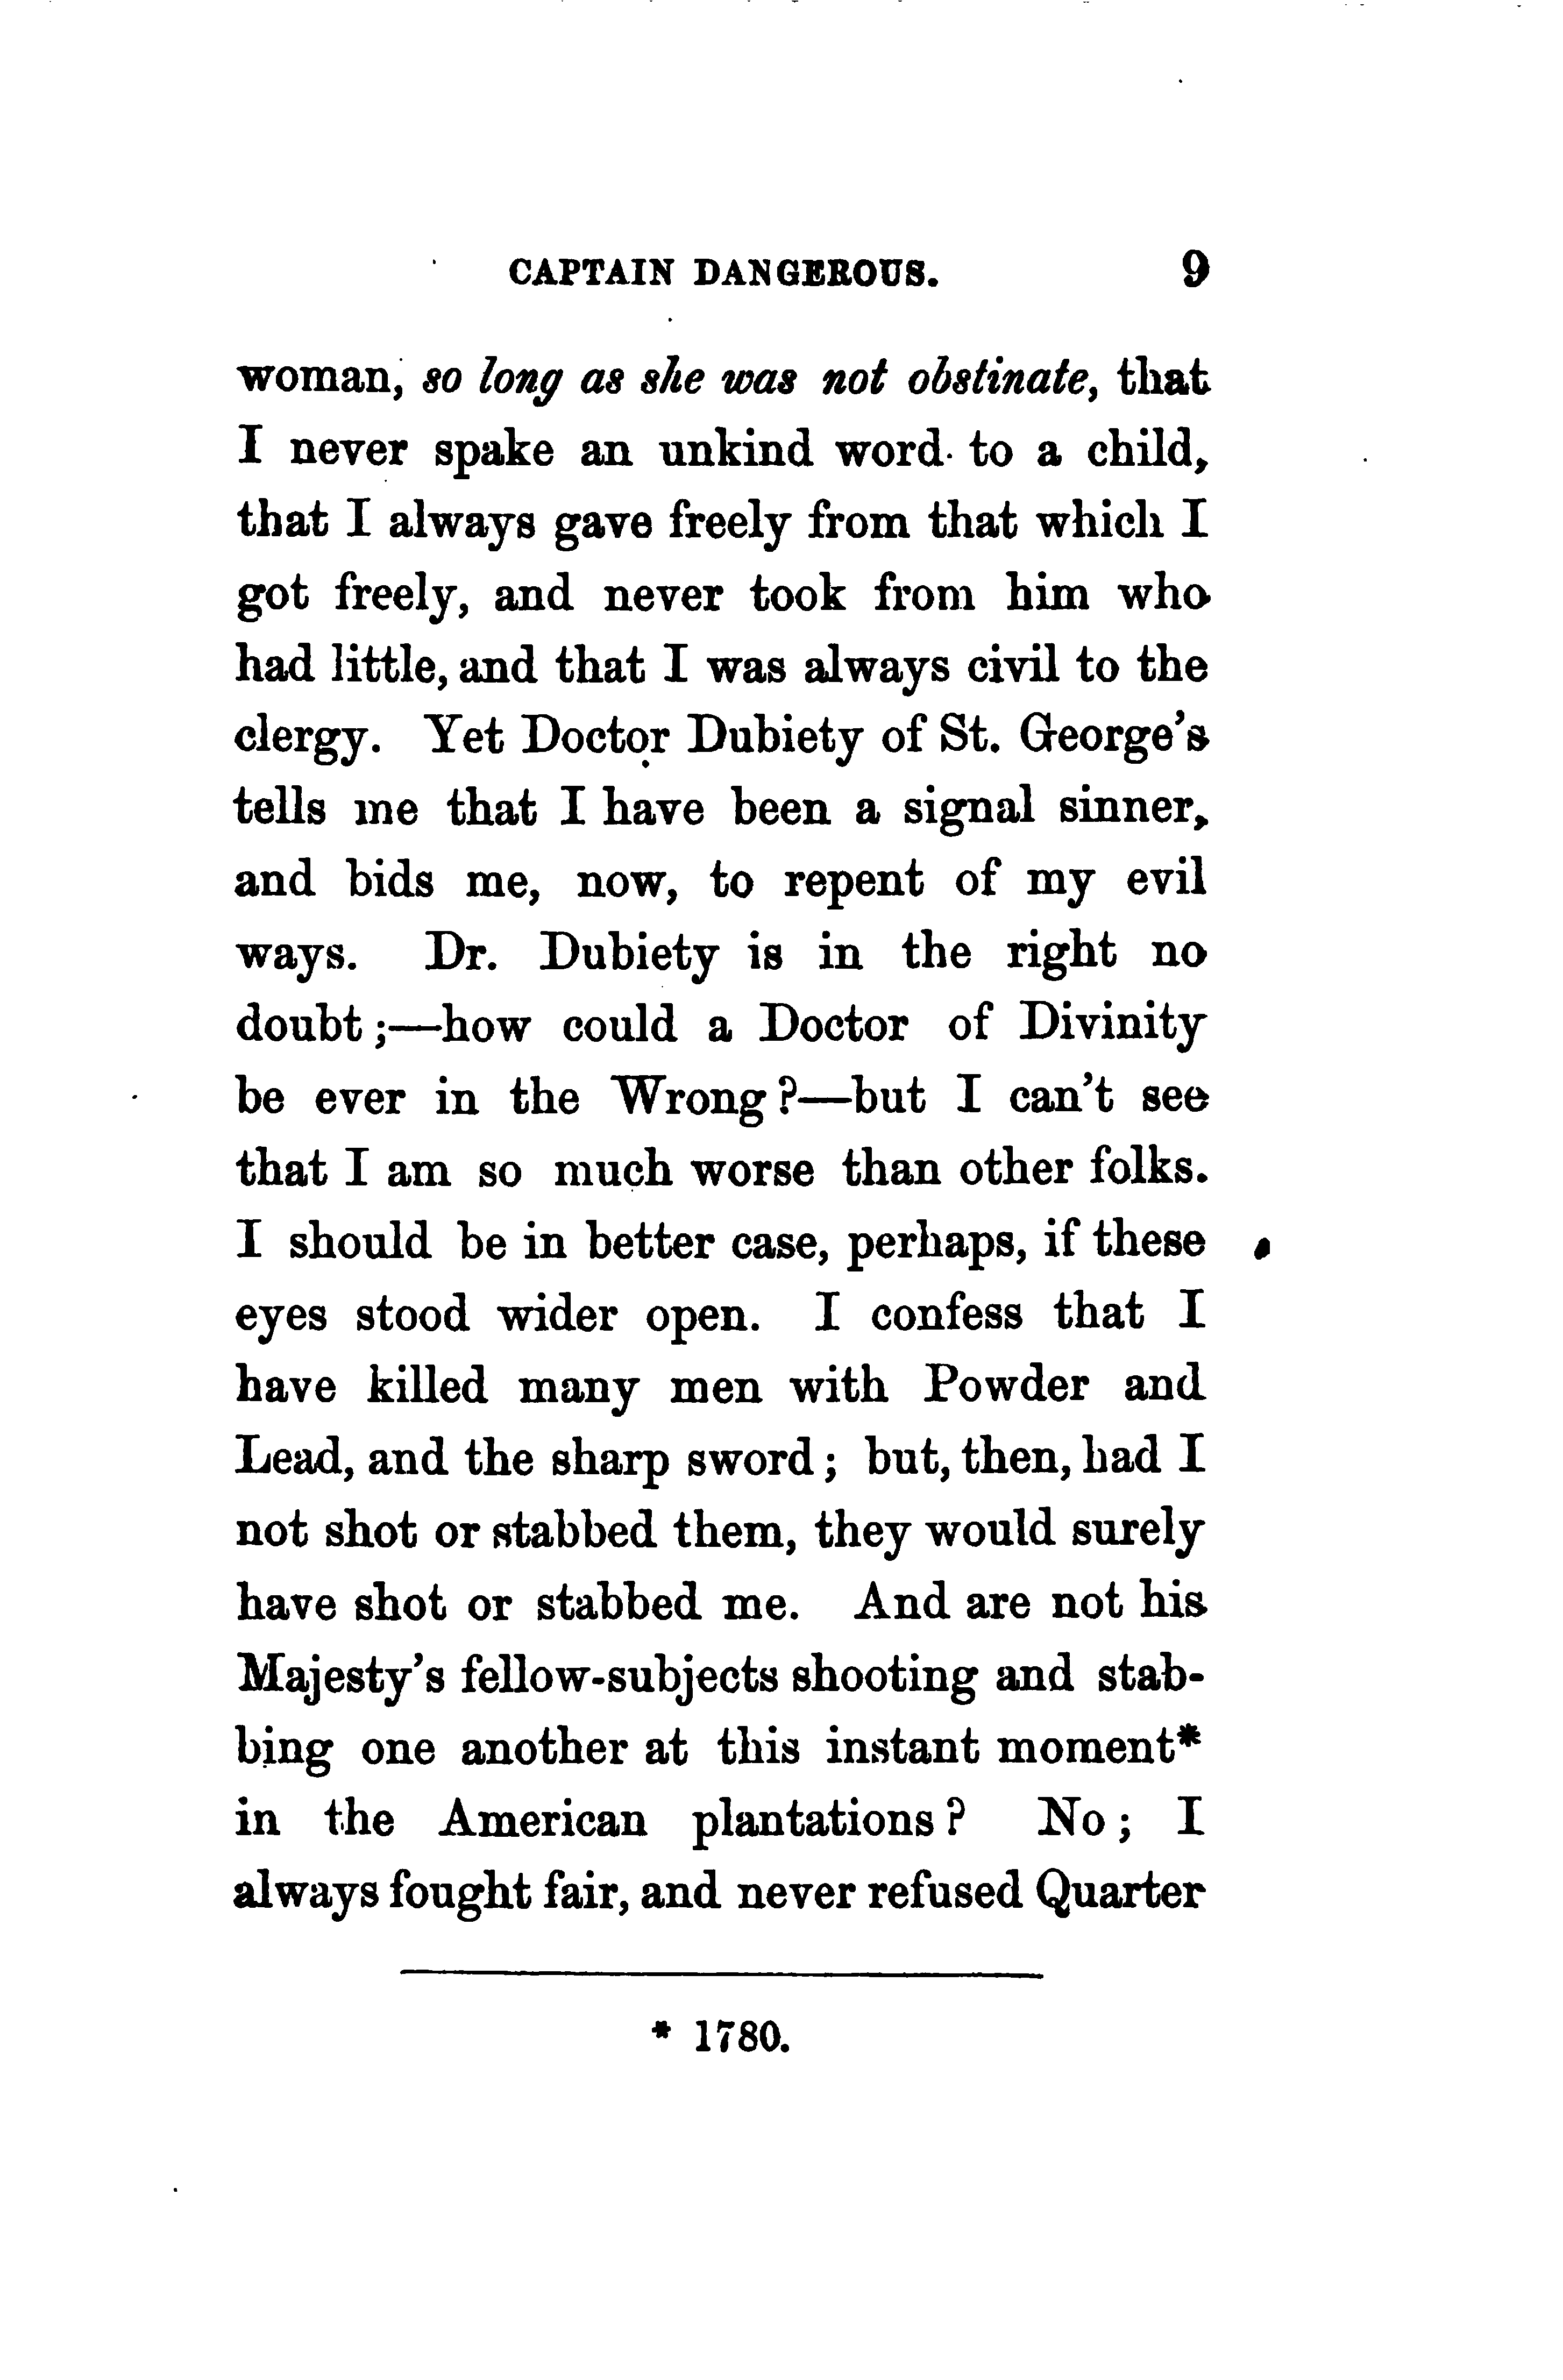 CAPTAIN DANGEROUS. 9
woman, so long as she was not obstinate, that
I never spake an unkind word to a child,
that I always gave freely from that which I
got freely, and never took from him who
had little, and that I was always civil to the
clergy. Yet Doctor Dubiety of St. George's
tells me that I have been a signal sinner,
and bids me, now, to repent of my evil
ways. Dr. Dubiety is in the right no
doubt;—how could a Doctor of Divinity
be ever in the Wrong?—but I can't see
that I am so much worse than other folks.
I should be in better case, perhaps, if these
eyes stood wider open. I confess that I
have killed many men with Powder and
Lead, and the sharp sword; but, then, had I
not shot or stabbed them, they would surely
have shot or stabbed me. And are not his
Majesty's fellow-subjects shooting and stab-
bing one another at this instant moment*
in the American plantations? No; I
always fought fair, and never refused Quarter
* 1780.